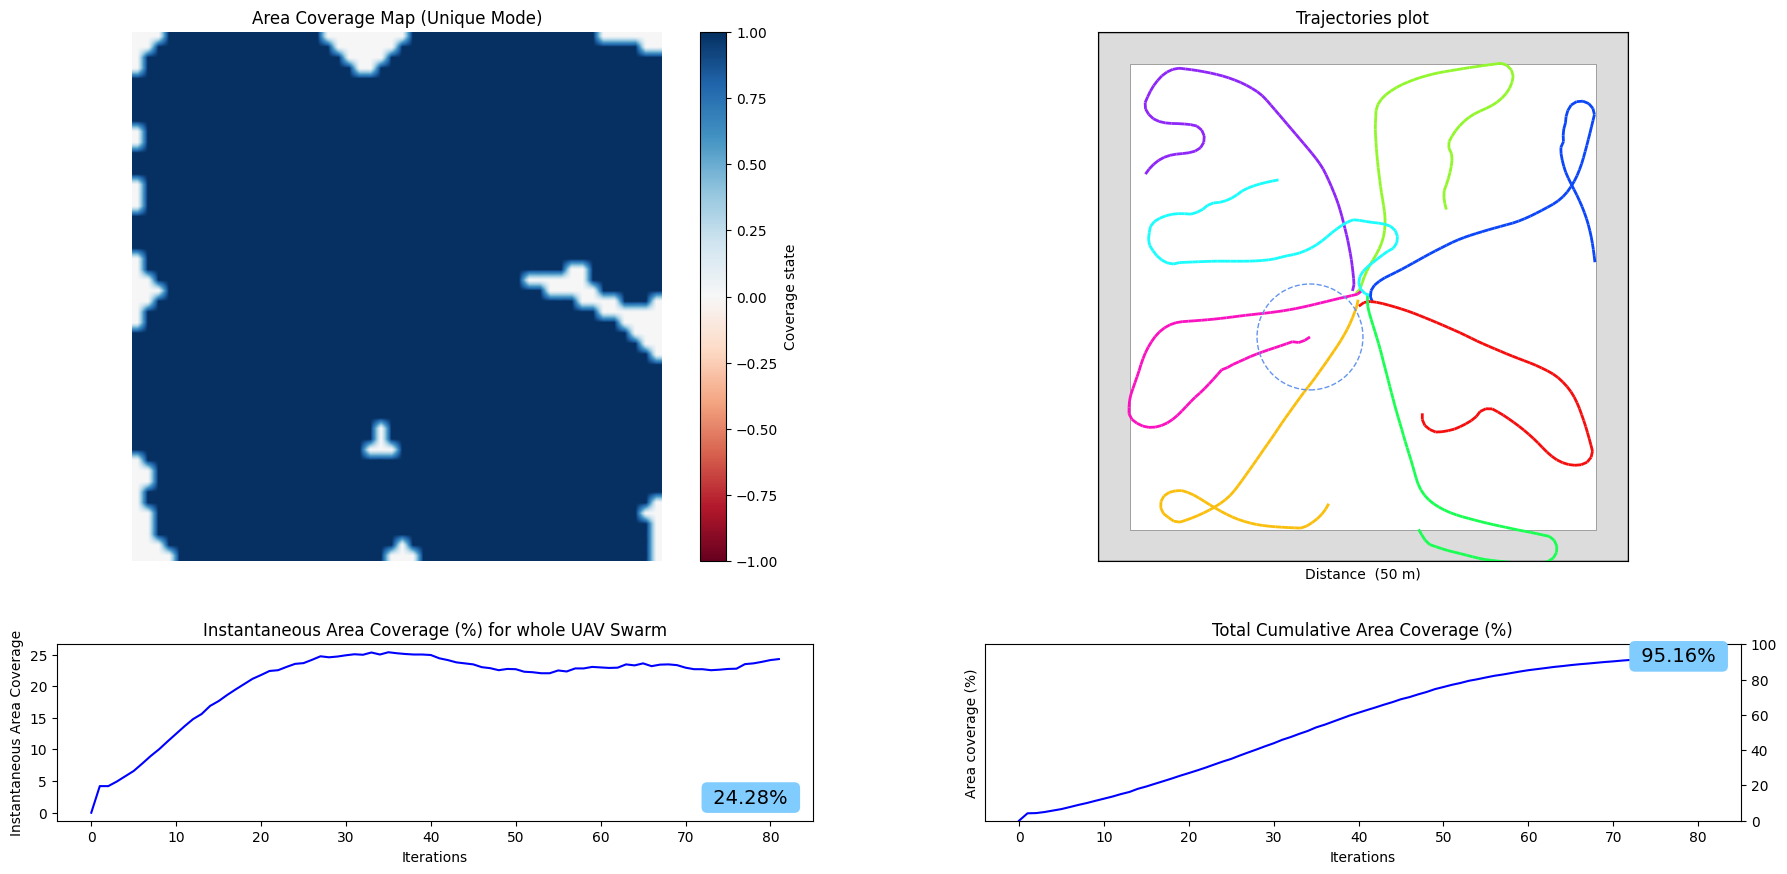 Area Coverage Map (Unique Mode)
1.00
0.75
0.50
0.25
0.00
−0.25
−0.50
−0.75
−1.00
Coverage state
Trajectories plot
Distance  (50 m)
Instantaneous Area Coverage (%) for whole UAV Swarm
Instantaneous Area Coverage
25
20
15
10
5
0
24.28%
0 10 20 30 40 50 60 70 80
Iterations
Total Cumulative Area Coverage (%)
Area coverage (%)
95.16%
100
80
60
40
20
0
0 10 20 30 40 50 60 70 80
Iterations